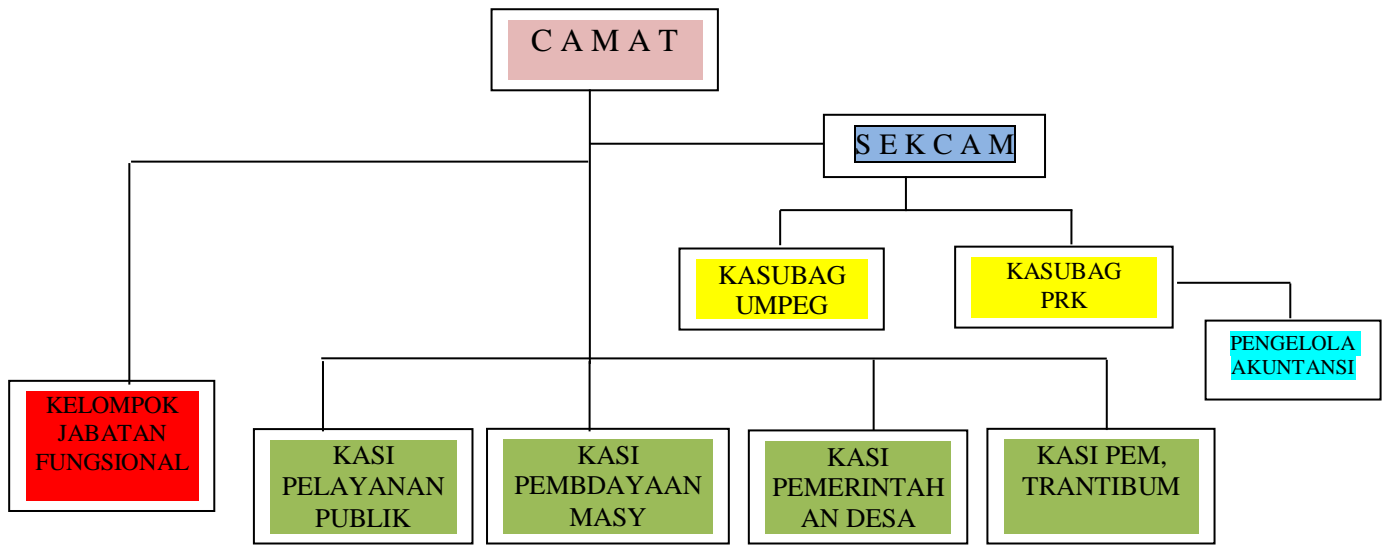 C A M A T
S E K C A M
KASUBAG
UMPEG
KASUBAG
PRK
PENGELOLA
AKUNTANSI
KELOMPOK
JABATAN
FUNGSIONAL
KASI
PELAYANAN
PUBLIK
KASI
PEMBDAYAAN
MASY
KASI
PEMERINTAH
AN DESA
KASI PEM,
TRANTIBUM